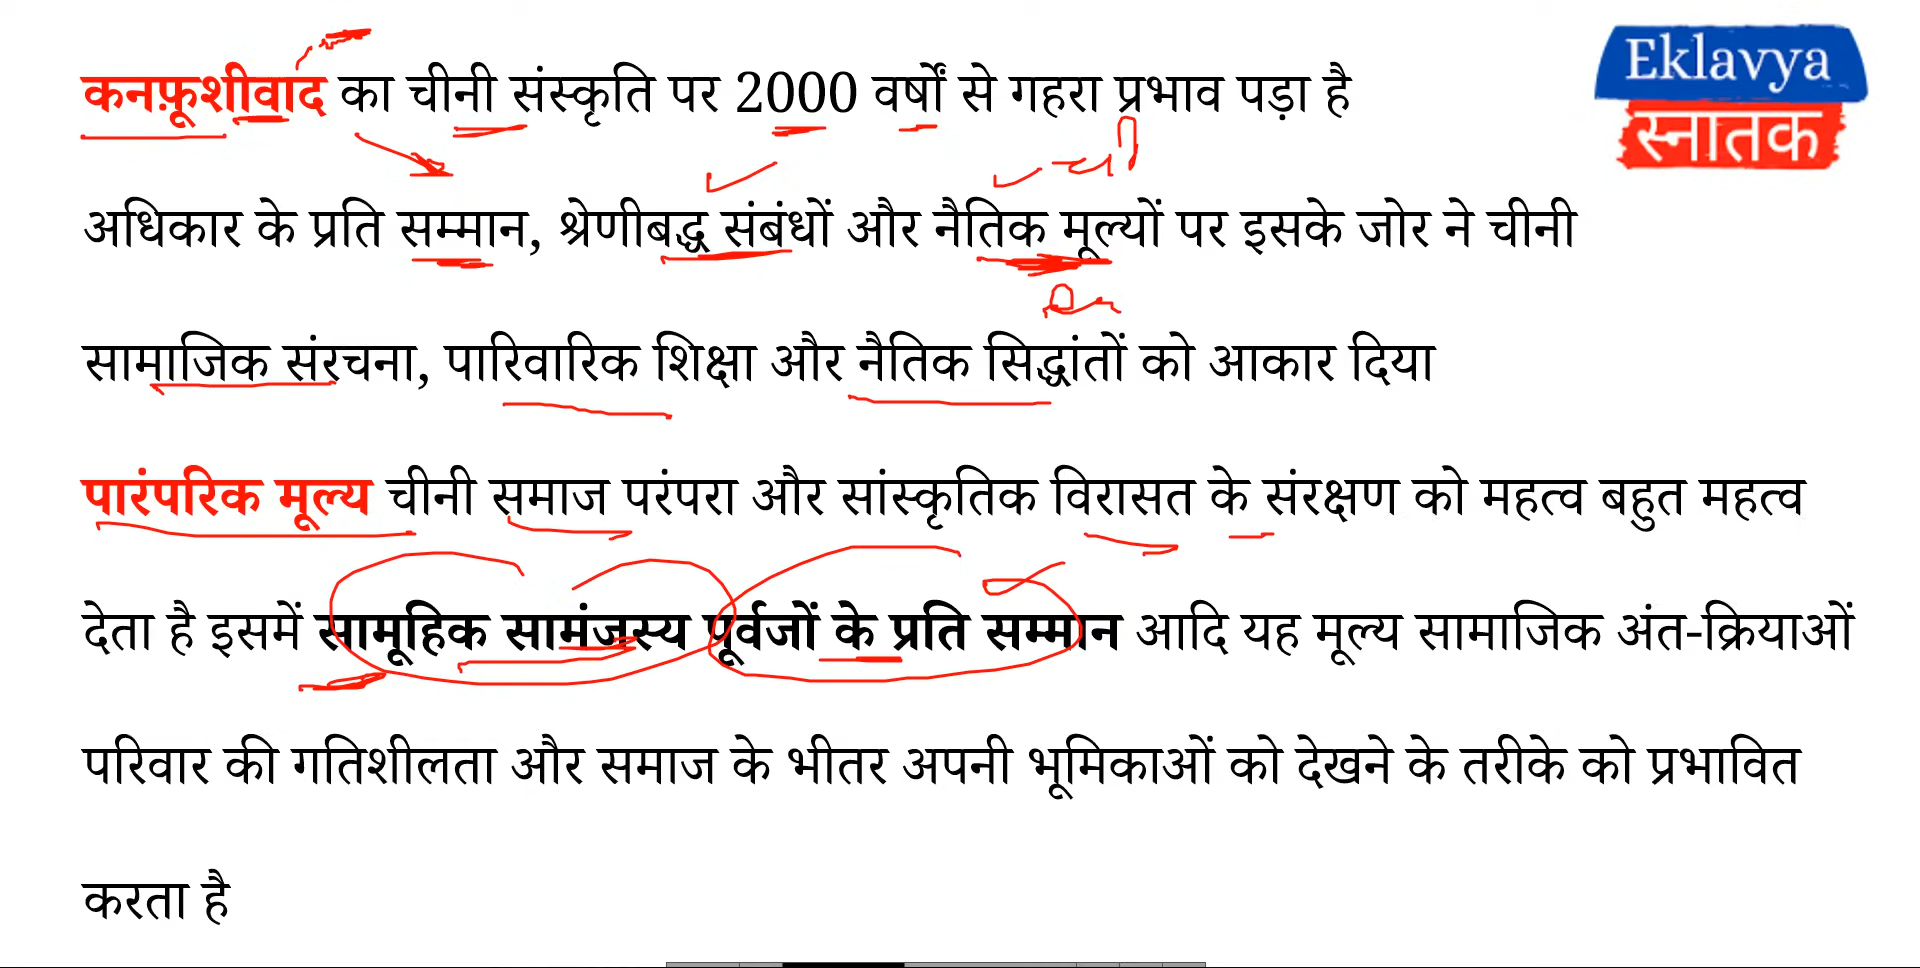 Eklavya
स्नातक
कनफ़ूशीवाद का चीनी संस्कृति पर 2000 वर्षों से गहरा प्रभाव पड़ा है
अधिकार के प्रति सम्मान, श्रेणीबद्ध संबंधों और नैतिक मूल्यों पर इसके जोर ने चीनी
सामाजिक संरचना, पारिवारिक शिक्षा और नैतिक सिद्धांतों को आकार दिया
पारंपरिक मूल्य चीनी समाज परंपरा और सांस्कृतिक विरासत के संरक्षण को महत्व बहुत महत्व
देता है इसमें सामूहिक सामंजस्य पूर्वजों के प्रति सम्मान आदि यह मूल्य सामाजिक अंत-क्रियाओं
परिवार की गतिशीलता और समाज के भीतर अपनी भूमिकाओं को देखने के तरीके को प्रभावित
करता है